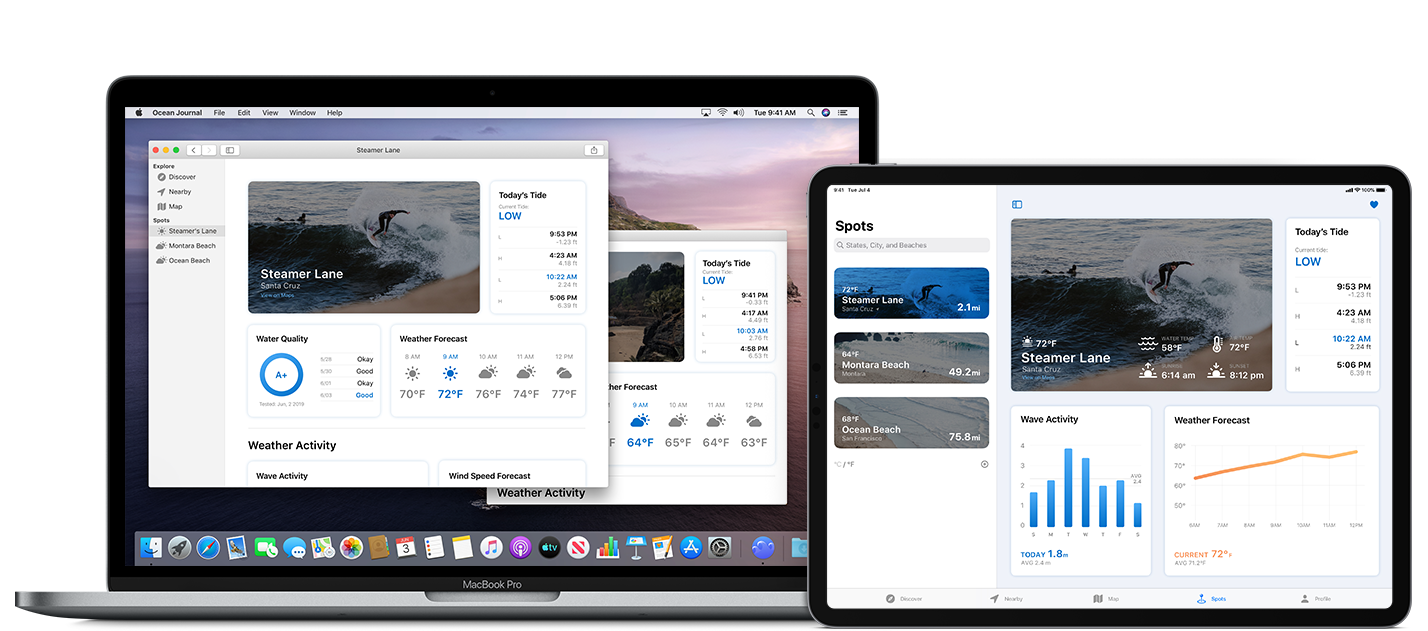 Ocean Journal File Edit View Window Help
Tue 9:41 AM
Steamer Lane
Explore
Discover
Nearby
Map
Spots
Steamer's Lane
Montara Beach
Ocean Beach
Steamer Lane
Santa Cruz
View on Maps
Today's Tide
Current Tide:
LOW
L 9:53 PM
-1.23 ft
H 4:23 AM
4.18 ft
L 10:22 AM
2.24 ft
H 5:06 PM
6.39 ft
Water Quality
A+
5/28 Okay
5/30 Good
6/01 Okay
6/03 Good
Tested: Jun, 2 2019
Weather Forecast
8 AM 9 AM 10 AM 11 AM 12 PM
70°F 72°F 76°F 74°F 77°F
Weather Activity
Wave Activity
Wind Speed Forecast
Today's Tide
Current Tide:
LOW
L 9:41 PM
-0.33 ft
H 4:17 AM
4.49 ft
L 10:03 AM
2.76 ft
H 4:58 PM
6.53 ft
her Forecast
9 AM 10 AM 11 AM 12 PM
F 64°F 65°F 64°F 63°F
Weather Activity
3
tv
MacBook Pro
9:41 Tue Jul 4
100%
Spots
States, City, and Beaches
72°F
Steamer Lane
Santa Cruz
2.1mi
64°F
Montara Beach
Montara
49.2mi
68°F
Ocean Beach
San Francisco
75.8mi
°C / °F
72°F
Steamer Lane
Santa Cruz
View on Maps
WATER TEMP
58°F
AIR TEMP
72°F
SUNRISE
6:14 am
SUNSET
8:12 pm
Today's Tide
Current tide:
LOW
L 9:53 PM
-1.23 ft
H 4:23 AM
4.18 ft
L 10:22 AM
2.24 ft
H 5:06 PM
6.39 ft
Wave Activity
4
3
2
1
0
AVG
2.4
S M T W T F S
TODAY 1.8m
AVG 2.4 m
Weather Forecast
80°
70°
60°
50°
6AM 7AM 8AM 9AM 10AM 11AM 12PM
CURRENT 72°F
AVG 71.2°F
Discover
Nearby
Map
Spots
Profile